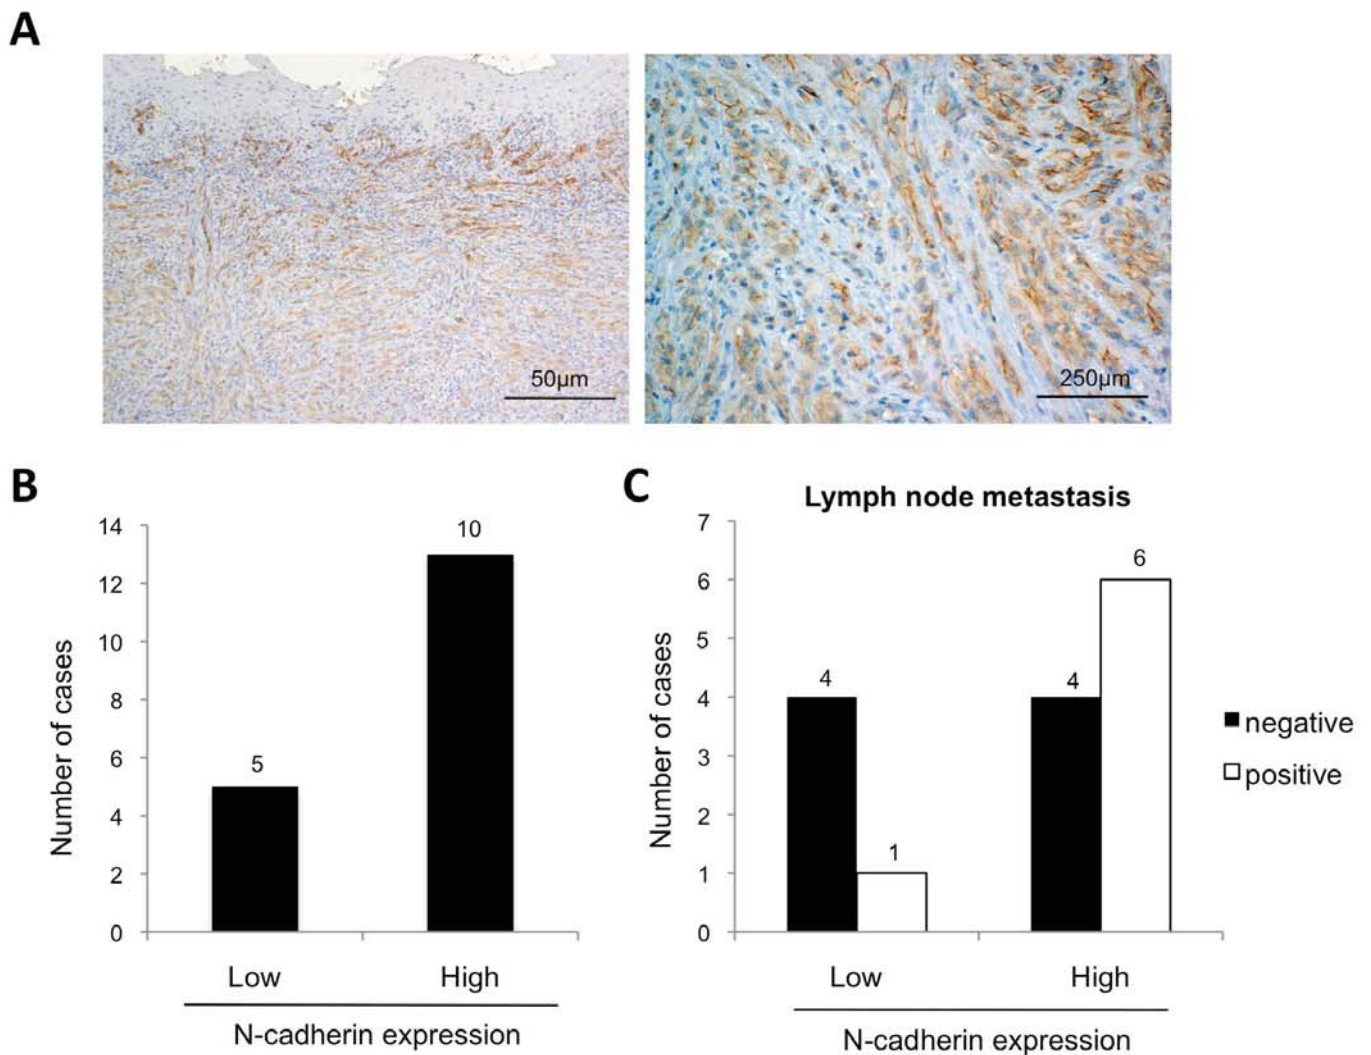 A
50µm
250µm
B
14
12
10
8
6
4
2
0
Number of cases
5
10
Low
High
N-cadherin expression
C
Lymph node metastasis
7
6
5
4
3
2
1
0
Number of cases
4
1
4
6
Low
High
N-cadherin expression
negative
positive